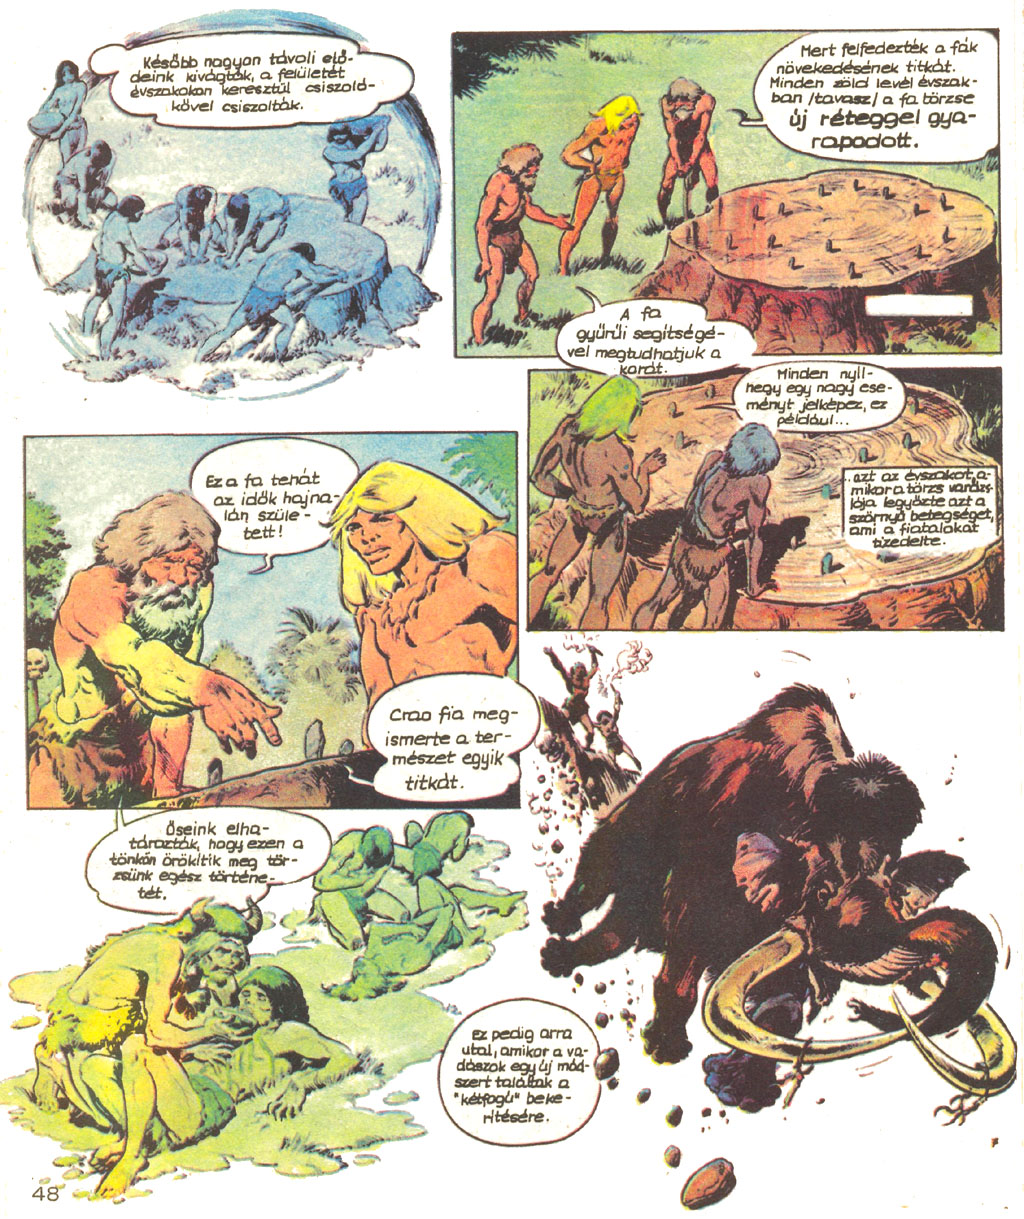 Később nagyon távoli elő-
deink kivágták, a felületét
évszakokon keresztül csiszoló-
kővel csiszolták.
Mert felfedezték a fák
növekedésének titkát.
Minden zöld levél évszak-
ban /tavasz/ a fa törzse
új réteggel gya-
rapodott.
A fa
gyűrűi segítségé-
vel megtudhatjuk a
korát.
Minden nyíl-
hegy egy nagy ese-
ményt jelképez, ez
például...
..azt az évszakot, a-
mikor a törzs varázs-
lója legyőzte azt a
szörnyű betegséget,
ami a fiatalokat
tizedelte.
Ez a fa tehát
az idők hajna-
lán szüle-
tett!
Crao fia meg-
ismerte a ter-
mészet egyik
titkát.
Őseink elha-
tározták, hogy ezen a
tönkön örökítik meg tör-
zsünk egész történe-
tét.
Ez pedig arra
utal, amikor a va-
dászok egy új mód-
szert találtak a
"kétfogú" beke-
rítésére.
48